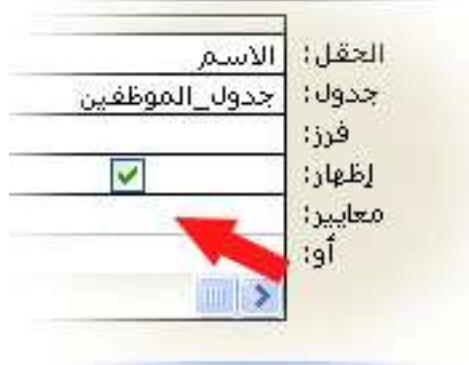 الحقل: الاسم
جدول: جدول_الموظفين
فرز:
إظهار:
معايير:
أو: